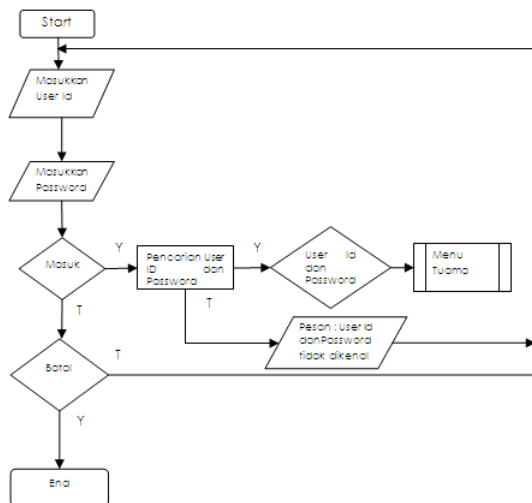 Start
Masukkan
User Id
Masukkan
Password
Masuk
Y
Pencarian User
ID dan
Password
Y
User Id
dan
Password
Menu
Tuama
T
T
Pesan : User Id
danPassword
tidak dikenal
Batal
T
Y
End